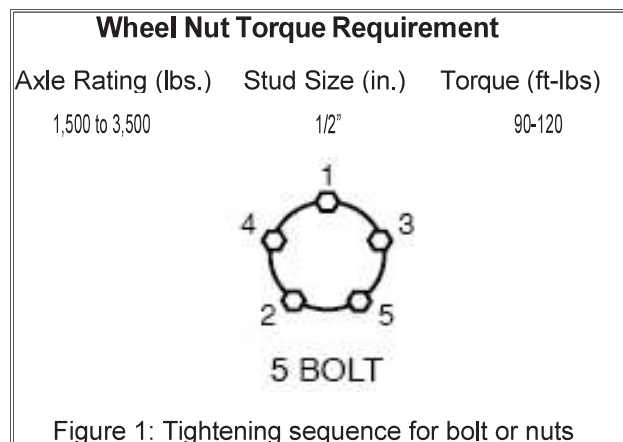 Wheel Nut Torque Requirement
Axle Rating (lbs.) Stud Size (in.) Torque (ft-lbs)
1,500 to 3,500 1/2" 90-120
1
4 3
2 5
5 BOLT
Figure 1: Tightening sequence for bolt or nuts